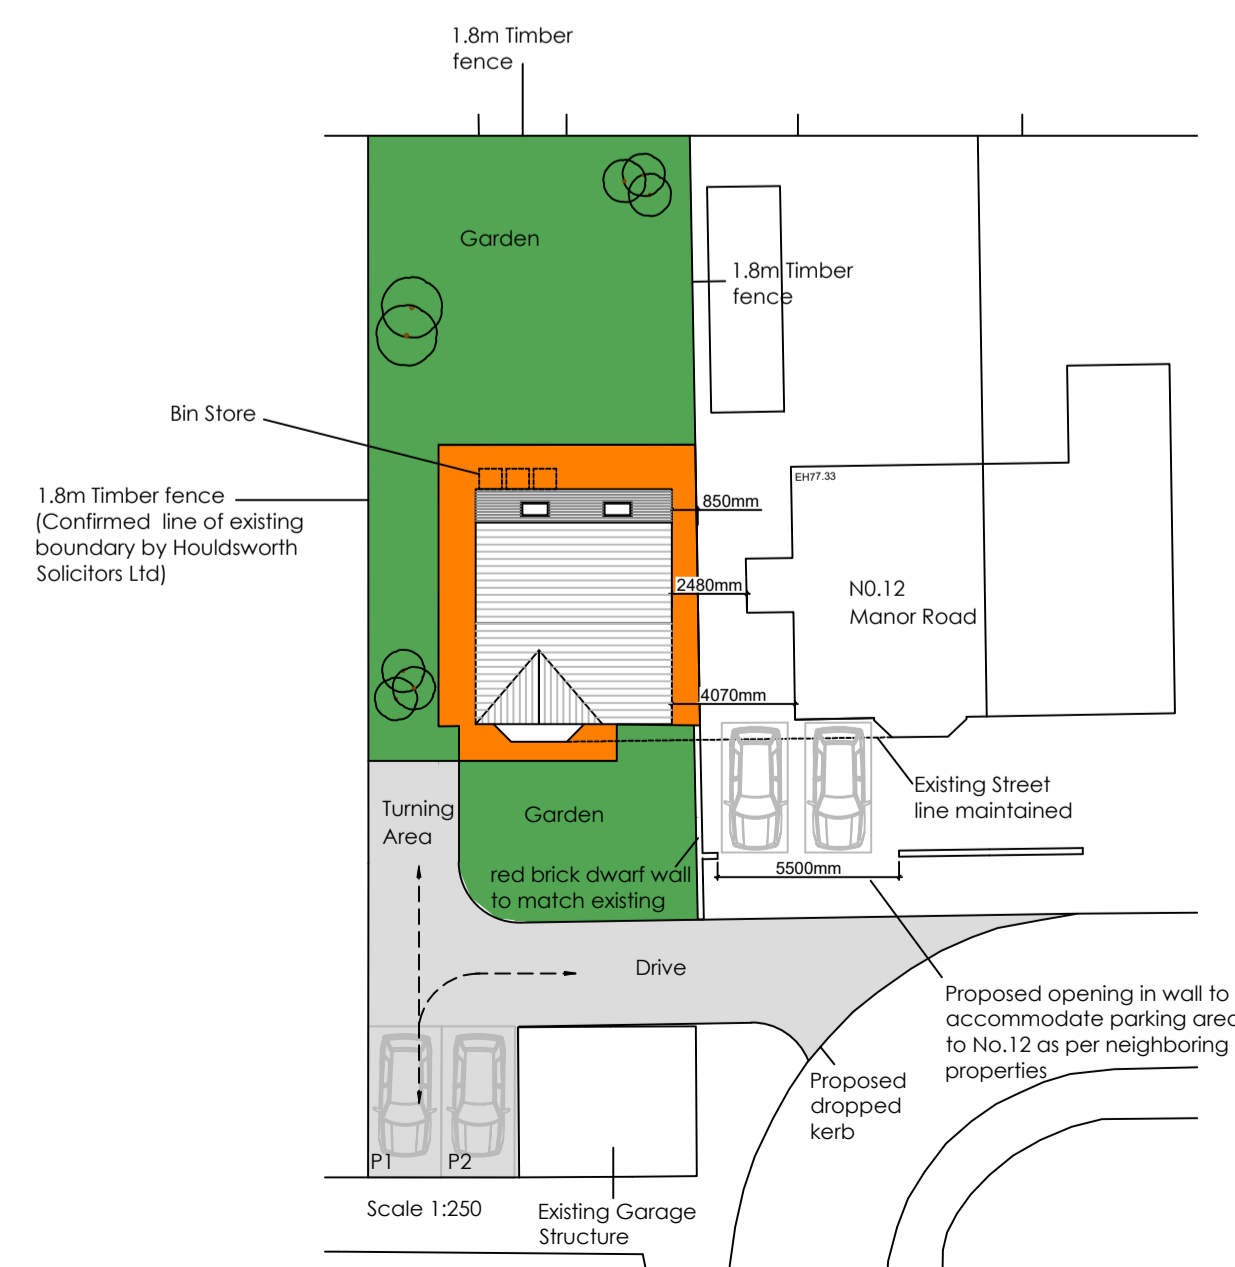 1.8m Timber
fence
Garden
1.8m Timber
fence
Bin Store
1.8m Timber fence
(Confirmed line of existing
boundary by Houldsworth
Solicitors Ltd)
EH77.33
850mm
2480mm
N0.12
Manor Road
4070mm
Existing Street
line maintained
Turning
Area
Garden
red brick dwarf wall
to match existing
5500mm
Drive
Proposed opening in wall to
accommodate parking area
to No.12 as per neighboring
properties
Proposed
dropped
kerb
P1
P2
Scale 1:250
Existing Garage
Structure